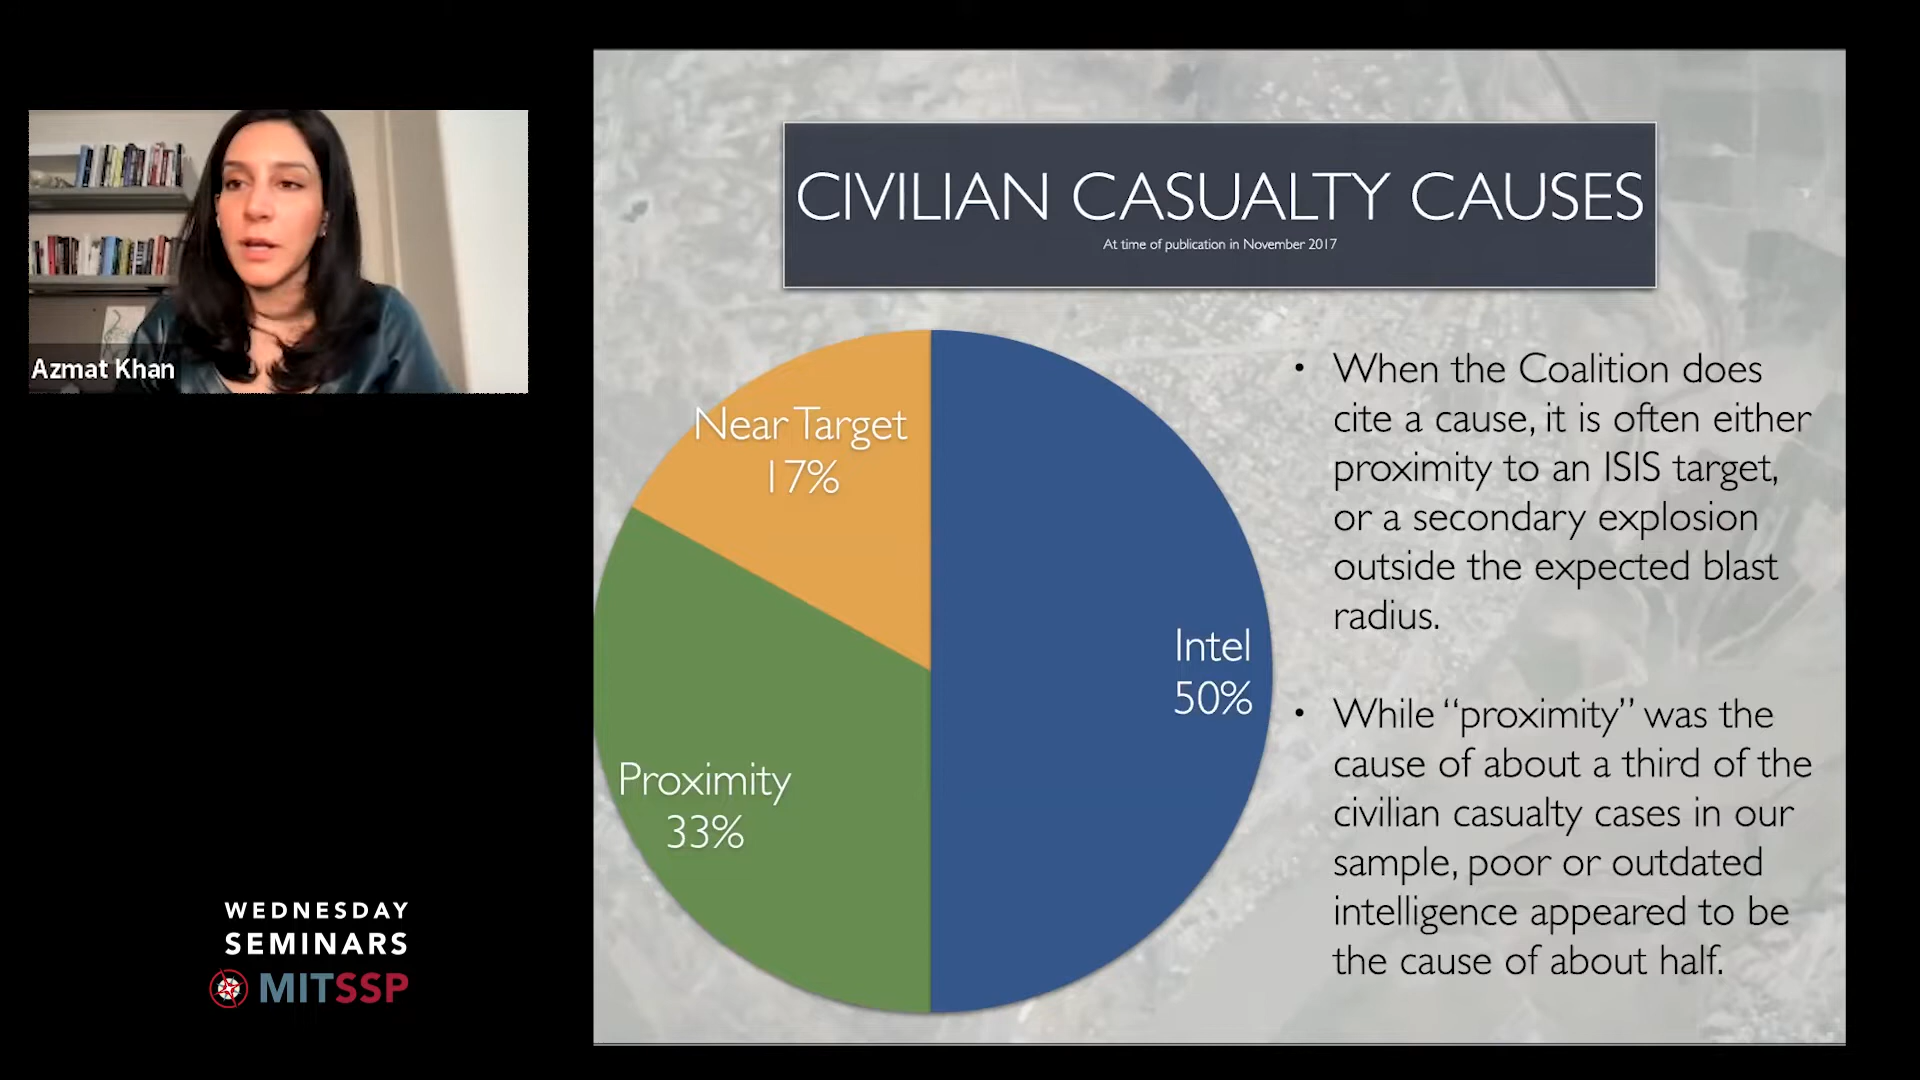 Azmat Khan
WEDNESDAY
SEMINARS
MITSSP
CIVILIAN CASUALTY CAUSES
At time of publication in November 2017
Near Target
17%
Intel
50%
Proximity
33%
• When the Coalition does
cite a cause, it is often either
proximity to an ISIS target,
or a secondary explosion
outside the expected blast
radius.
• While “proximity” was the
cause of about a third of the
civilian casualty cases in our
sample, poor or outdated
intelligence appeared to be
the cause of about half.